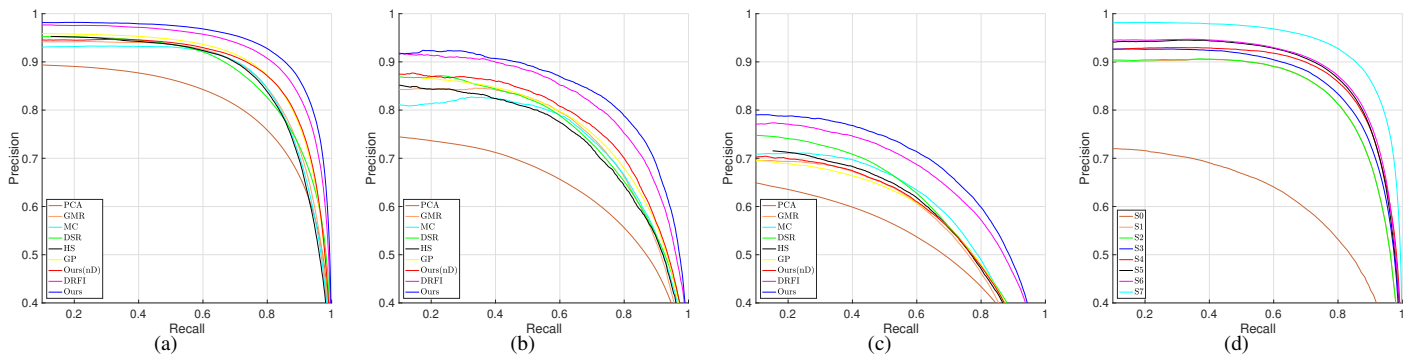 1
0.9
0.8
0.7
0.6
0.5
0.4
Precision
PCA
GMR
MC
DSR
HS
GP
Ours(nD)
DRFI
Ours
0.2 0.4 0.6 0.8 1
Recall
(a)
1
0.9
0.8
0.7
0.6
0.5
0.4
Precision
PCA
GMR
MC
DSR
HS
GP
Ours(nD)
DRFI
Ours
0.2 0.4 0.6 0.8 1
Recall
(b)
1
0.9
0.8
0.7
0.6
0.5
0.4
Precision
PCA
GMR
MC
DSR
HS
GP
Ours(nD)
DRFI
Ours
0.2 0.4 0.6 0.8 1
Recall
(c)
1
0.9
0.8
0.7
0.6
0.5
0.4
Precision
S0
S1
S2
S3
S4
S5
S6
S7
0.2 0.4 0.6 0.8 1
Recall
(d)